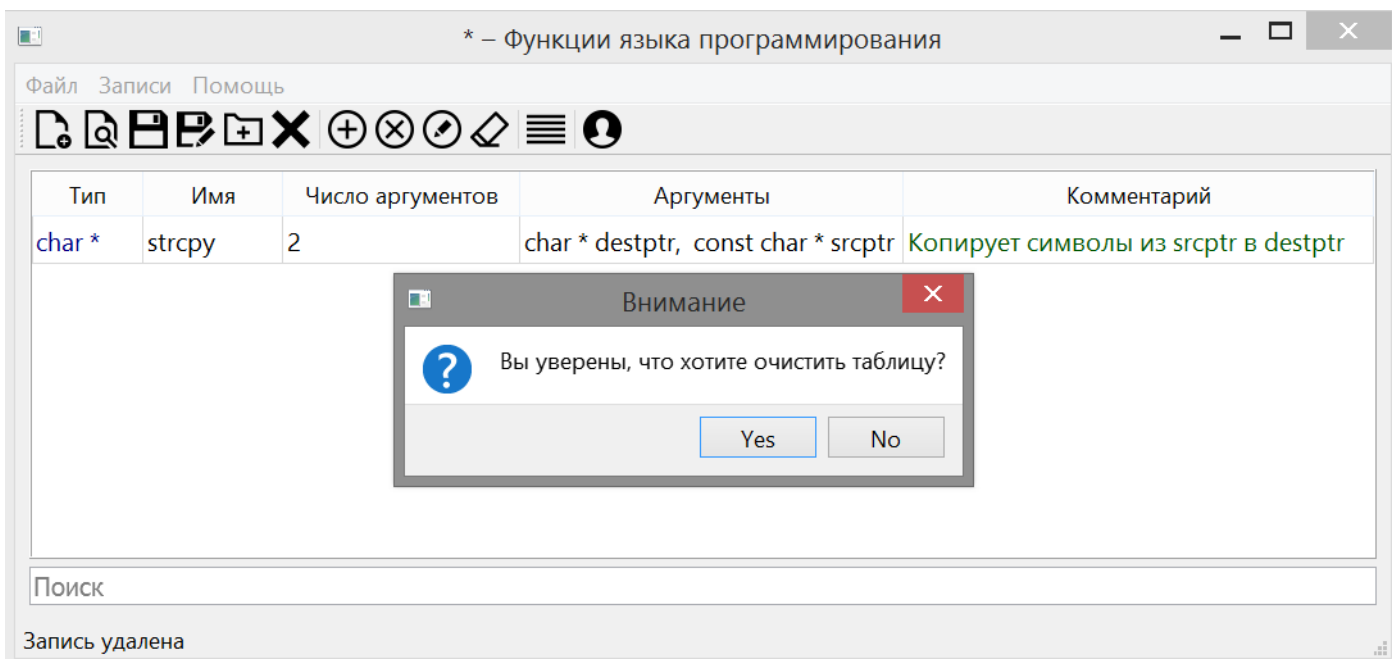 * – Функции языка программирования
Файл Записи Помощь
Тип Имя Число аргументов Аргументы Комментарий
char * strcpy 2 char * destptr, const char * srcptr Копирует символы из srcptr в destptr
Внимание
Вы уверены, что хотите очистить таблицу?
Yes No
Поиск
Запись удалена